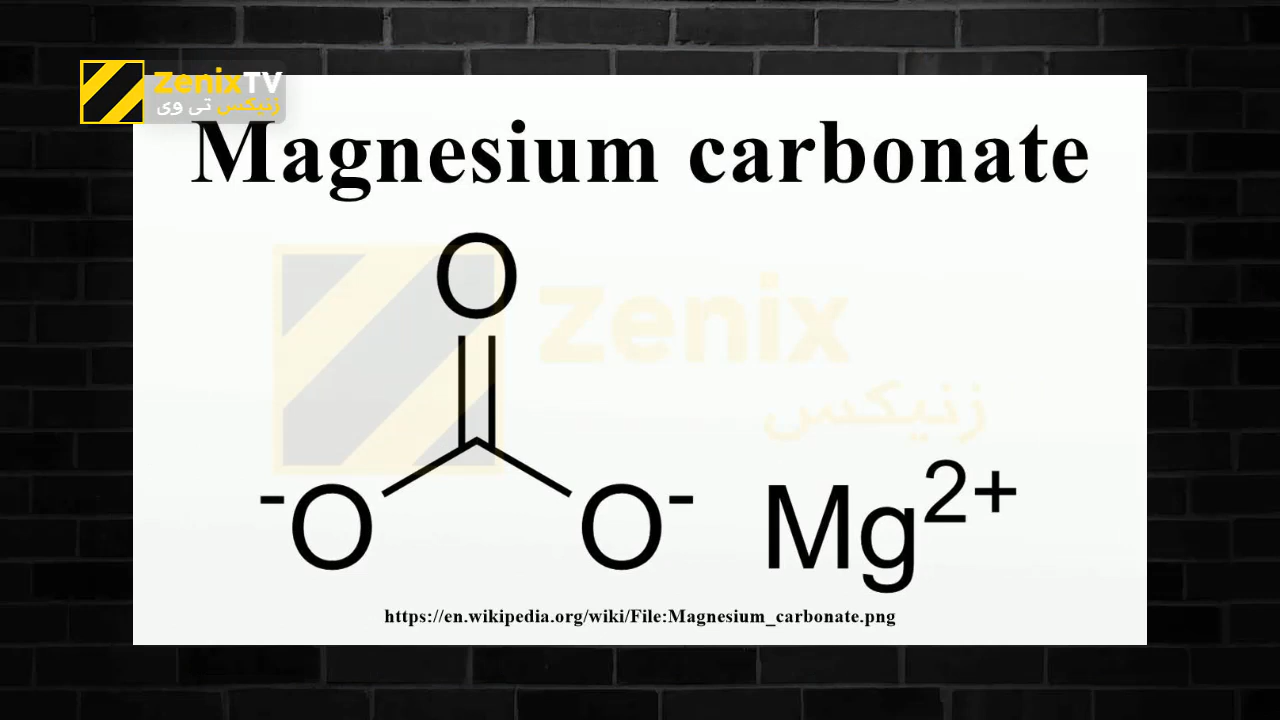 ZenixTV
زنیکس تی وی
Magnesium carbonate
O
Zenix
زنیکس
-O O- Mg2+
https://en.wikipedia.org/wiki/File:Magnesium_carbonate.png